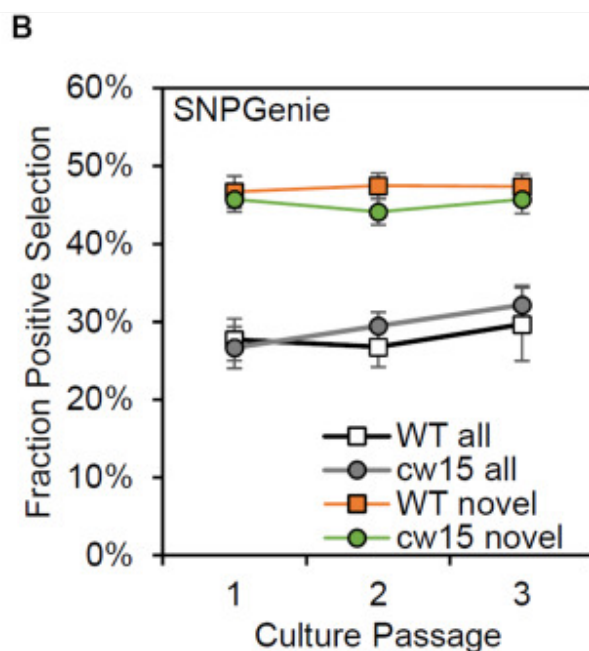 B
60%
SNPGenie
50%
40%
30%
20%
10%
0%
Fraction Positive Selection
WT all
cw15 all
WT novel
cw15 novel
1 2 3
Culture Passage